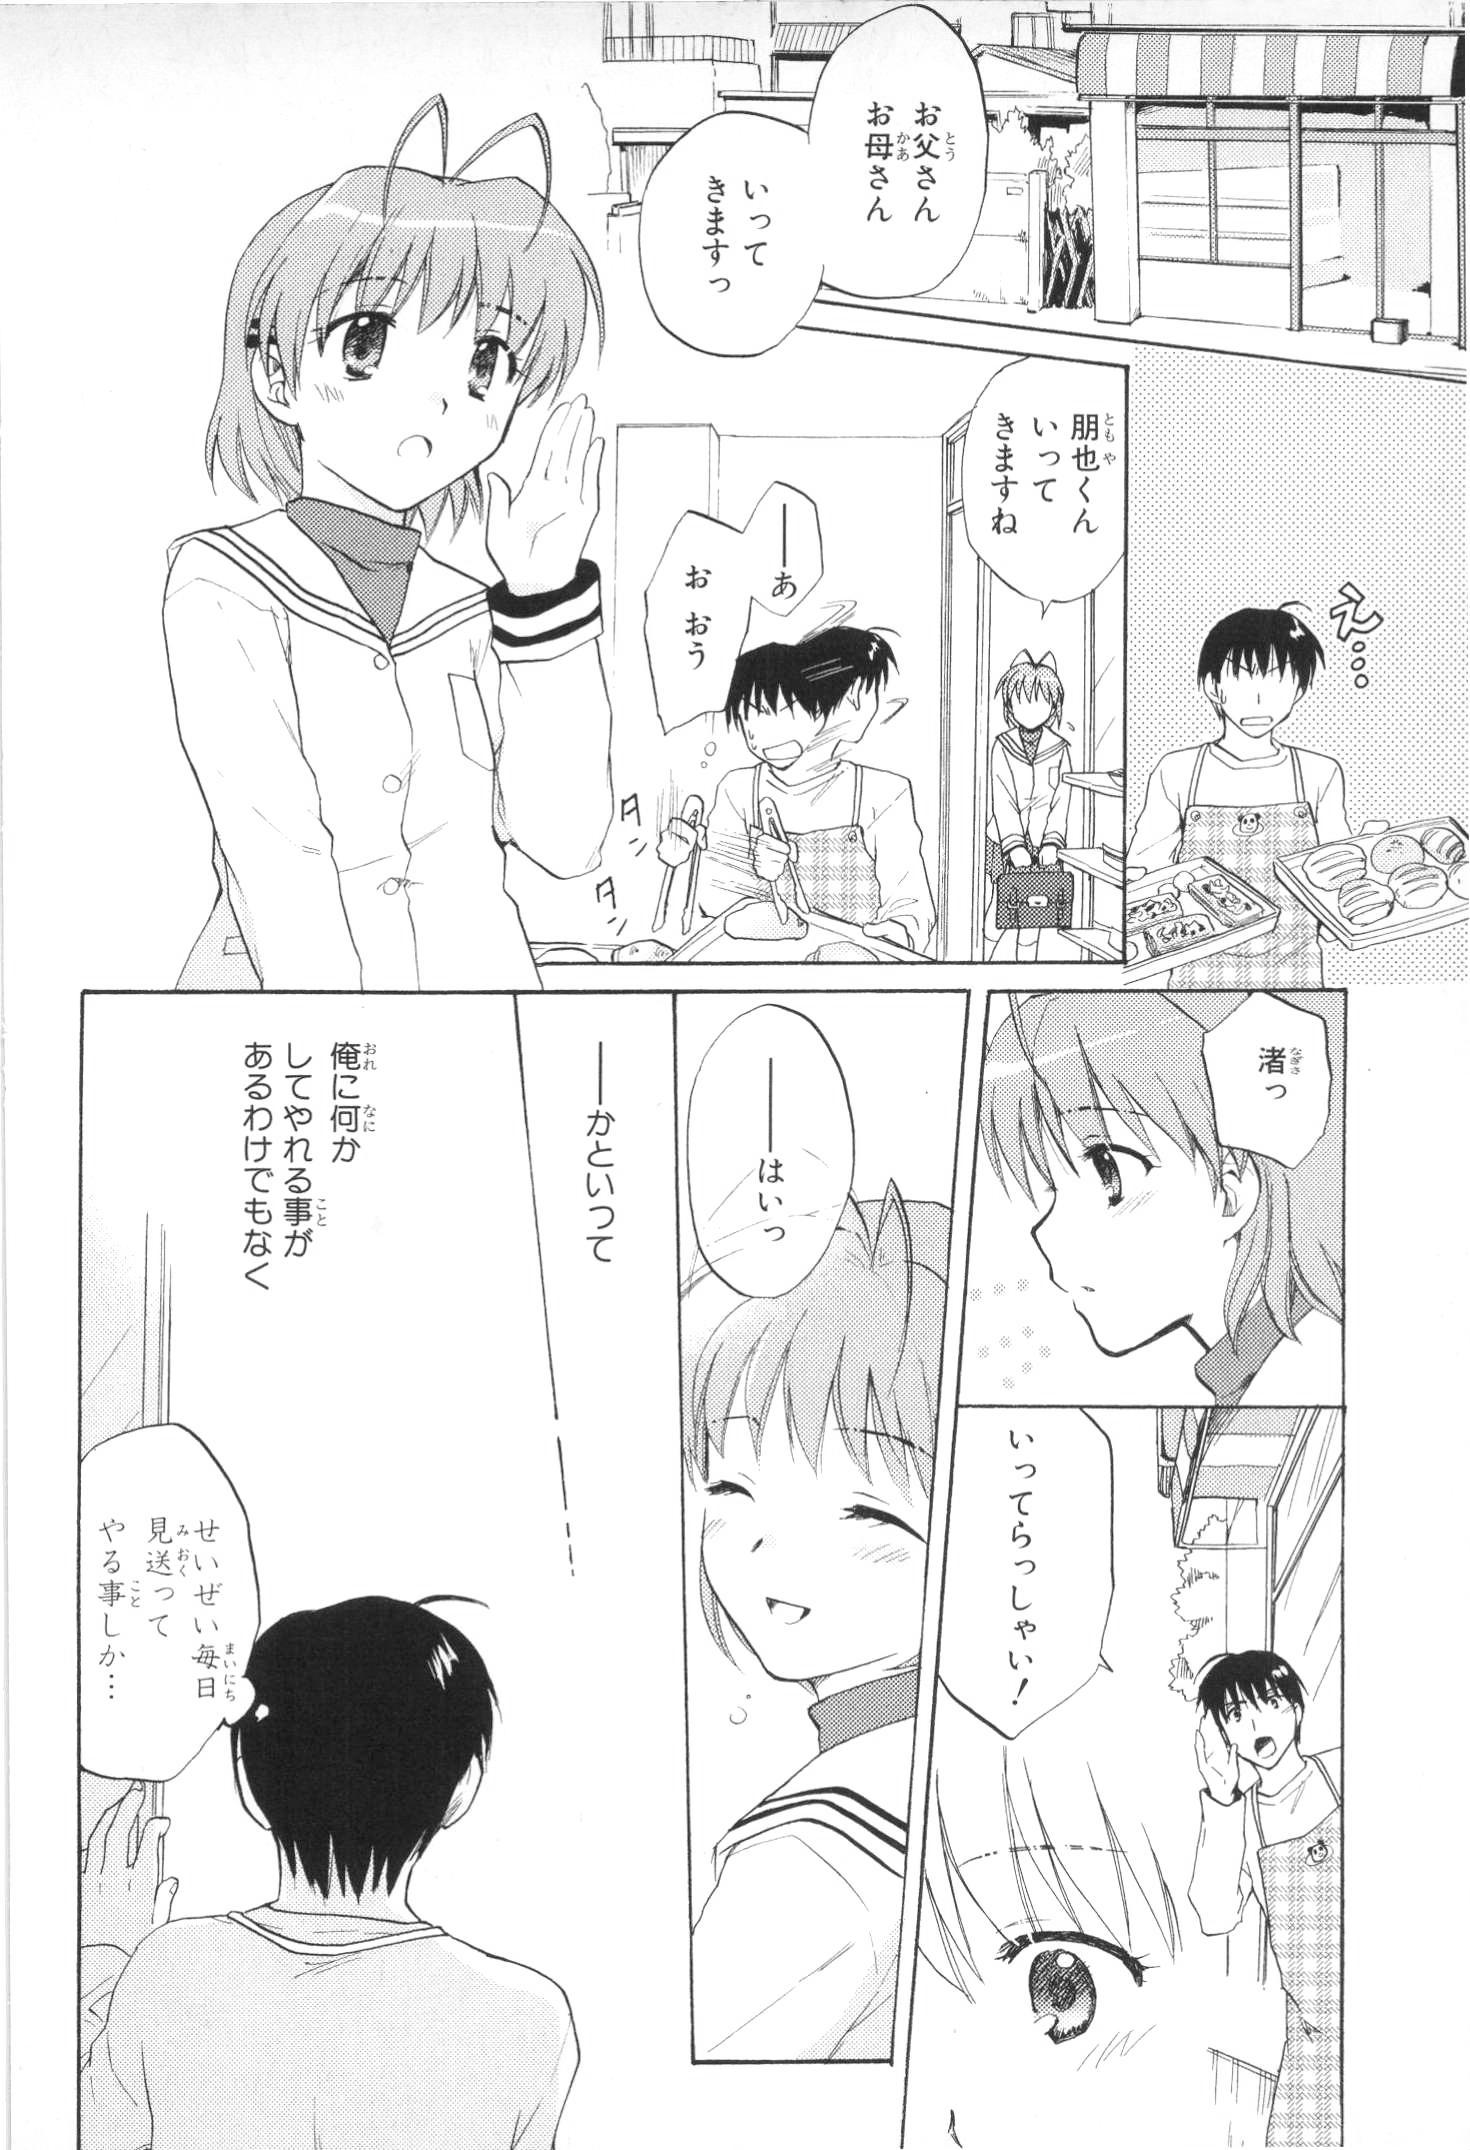 お父さん
お母さん
いって
きますっ
え…。
朋也くん
いって
きますね
――あ
お おう
タン
タン
渚っ
いってらっしゃい!
――はいっ
――かといって
俺に何か
してやれる事が
あるわけでもなく
せいぜい毎日
見送って
やる事しか…